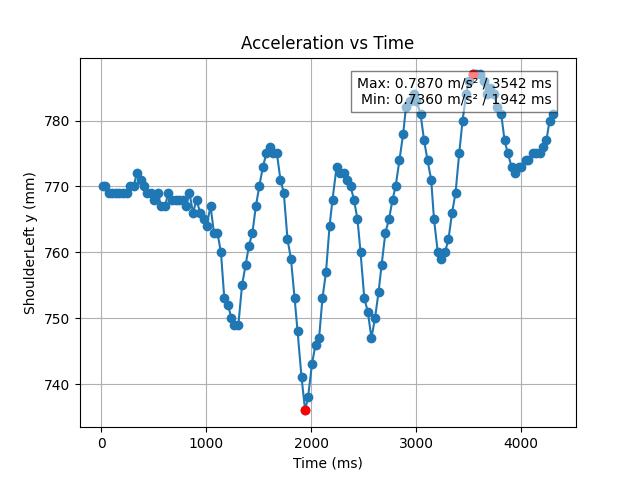 Acceleration vs Time
Max: 0.7870 m/s² / 3542 ms
Min: 0.7360 m/s² / 1942 ms
ShoulderLeft y (mm)
780
770
760
750
740
0 1000 2000 3000 4000
Time (ms)